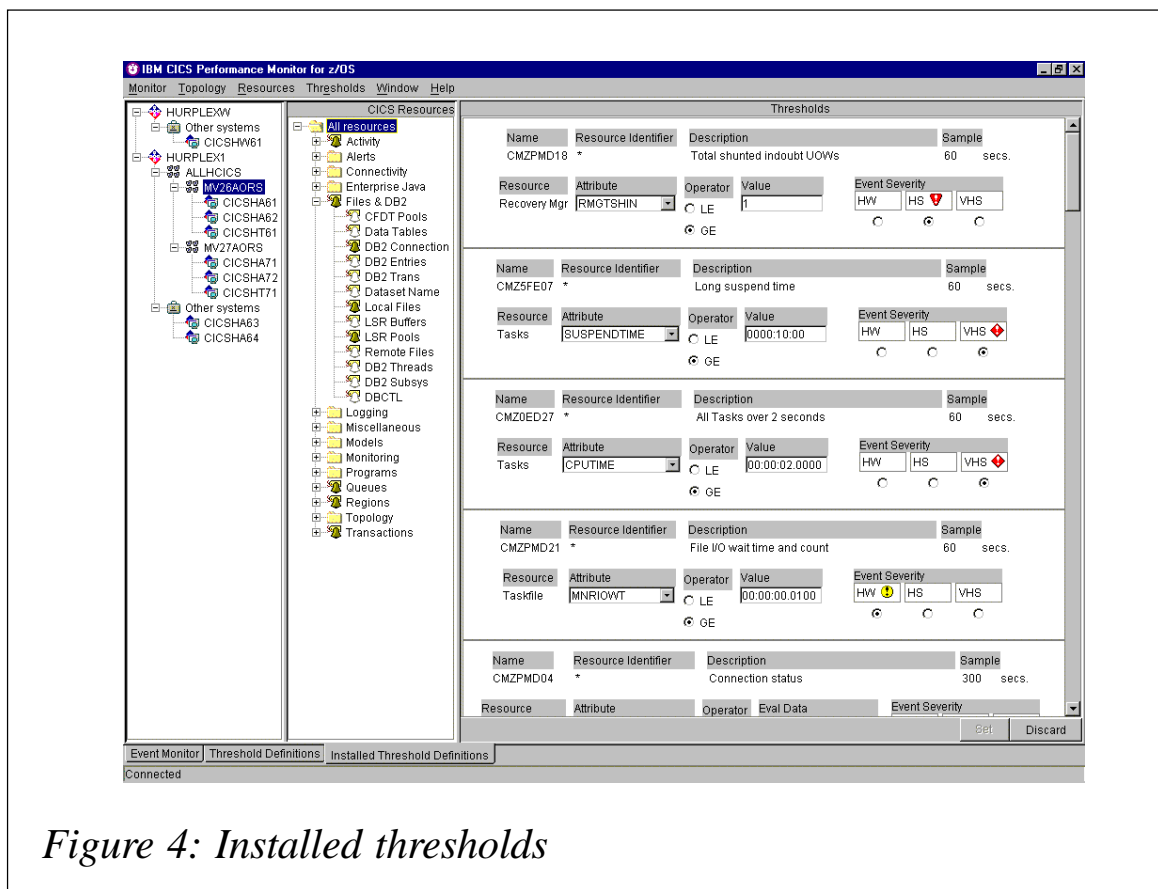 IBM CICS Performance Monitor for z/OS
Monitor Topology Resources Thresholds Window Help
HURPLEXW
Other systems
CICSHW61
HURPLEX1
ALLHCICS
MV26AORS
CICSHA61
CICSHA62
CICSHT61
MV27AORS
CICSHA71
CICSHA72
CICSHT71
Other systems
CICSHA63
CICSHA64
CICS Resources
All resources
Activity
Alerts
Connectivity
Enterprise Java
Files & DB2
CFDT Pools
Data Tables
DB2 Connection
DB2 Entries
DB2 Trans
Dataset Name
Local Files
LSR Buffers
LSR Pools
Remote Files
DB2 Threads
DB2 Subsys
DBCTL
Logging
Miscellaneous
Models
Monitoring
Programs
Queues
Regions
Topology
Transactions
Thresholds
Name Resource Identifier Description Sample
CMZPMD18 * Total shunted indoubt UOWs 60 secs.
Resource Attribute Operator Value Event Severity
Recovery Mgr RMGTSHIN LE 1 HW HS VHS
GE
Name Resource Identifier Description Sample
CMZ5FE07 * Long suspend time 60 secs.
Resource Attribute Operator Value Event Severity
Tasks SUSPENDTIME LE 0000:10:00 HW HS VHS
GE
Name Resource Identifier Description Sample
CMZ0ED27 * All Tasks over 2 seconds 60 secs.
Resource Attribute Operator Value Event Severity
Tasks CPUTIME LE 00:00:02.0000 HW HS VHS
GE
Name Resource Identifier Description Sample
CMZPMD21 * File I/O wait time and count 60 secs.
Resource Attribute Operator Value Event Severity
Taskfile MNRIOWT LE 00:00:00.0100 HW HS VHS
GE
Name Resource Identifier Description Sample
CMZPMD04 * Connection status 300 secs.
Resource Attribute Operator Eval Data Event Severity
Set Discard
Event Monitor Threshold Definitions Installed Threshold Definitions
Connected
Figure 4: Installed thresholds